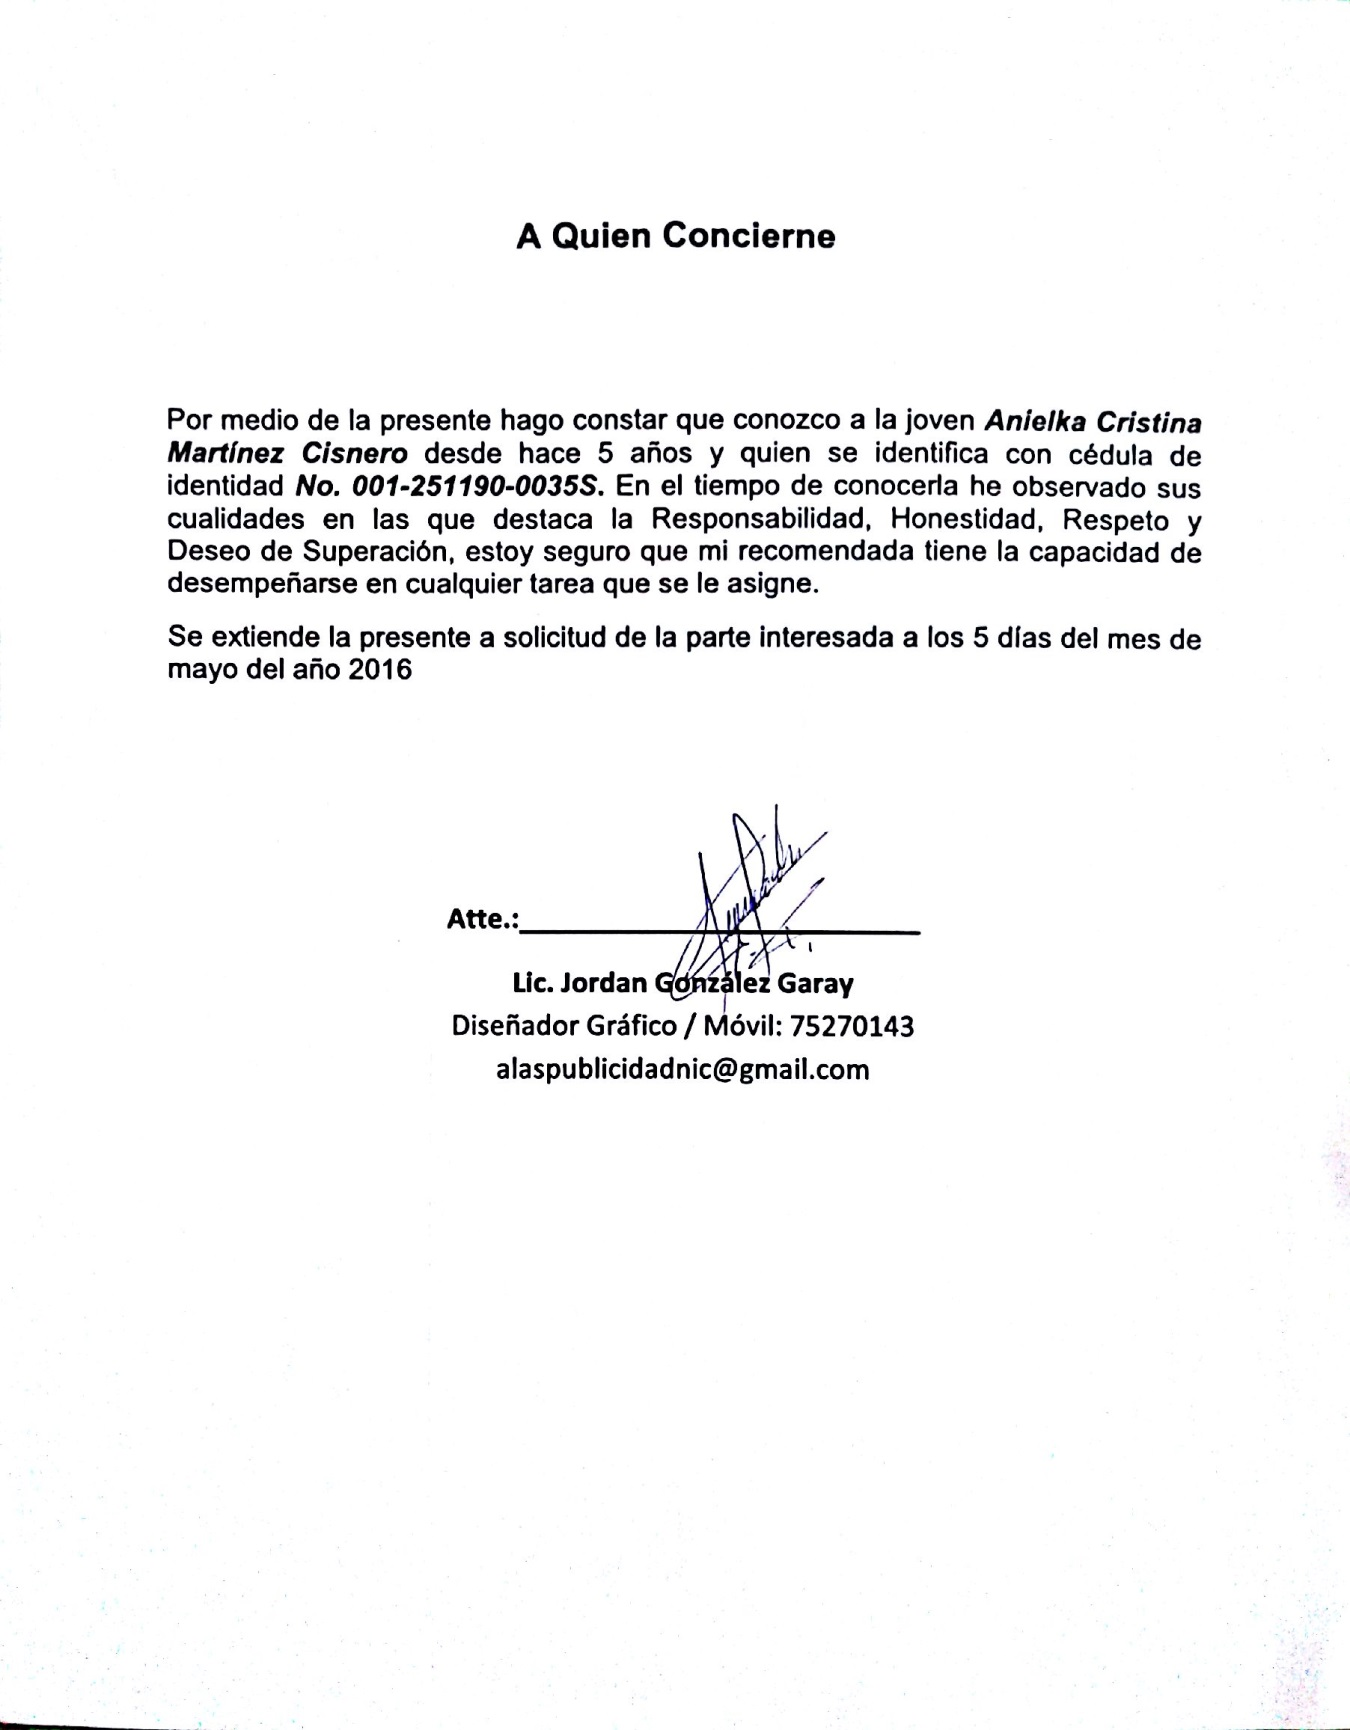 A Quien Concierne
Por medio de la presente hago constar que conozco a la joven Anielka Cristina
Martínez Cisnero desde hace 5 años y quien se identifica con cédula de
identidad No. 001-251190-0035S. En el tiempo de conocerla he observado sus
cualidades en las que destaca la Responsabilidad, Honestidad, Respeto y
Deseo de Superación, estoy seguro que mi recomendada tiene la capacidad de
desempeñarse en cualquier tarea que se le asigne.
Se extiende la presente a solicitud de la parte interesada a los 5 días del mes de
mayo del año 2016
Atte.:
Lic. Jordan González Garay
Diseñador Gráfico / Móvil: 75270143
alaspublicidadnic@gmail.com